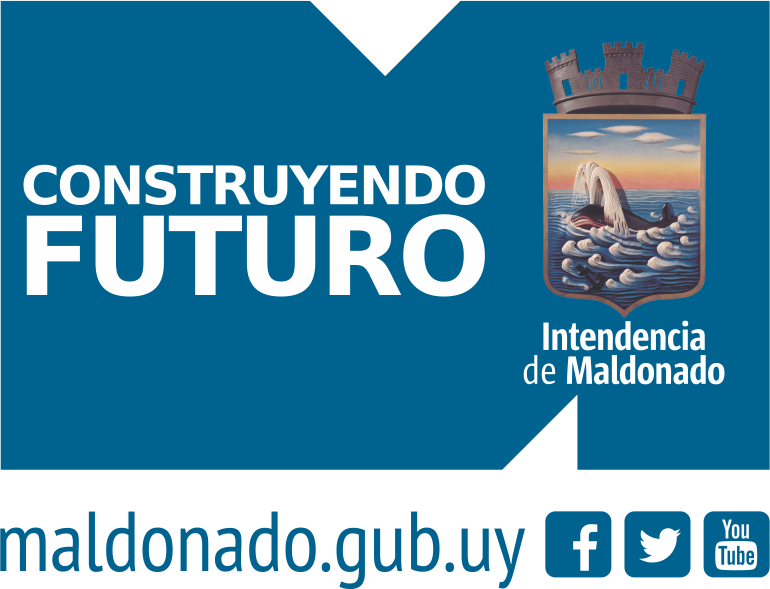 CONSTRUYENDO
FUTURO
Intendencia
de Maldonado
maldonado.gub.uy
f
You
Tube